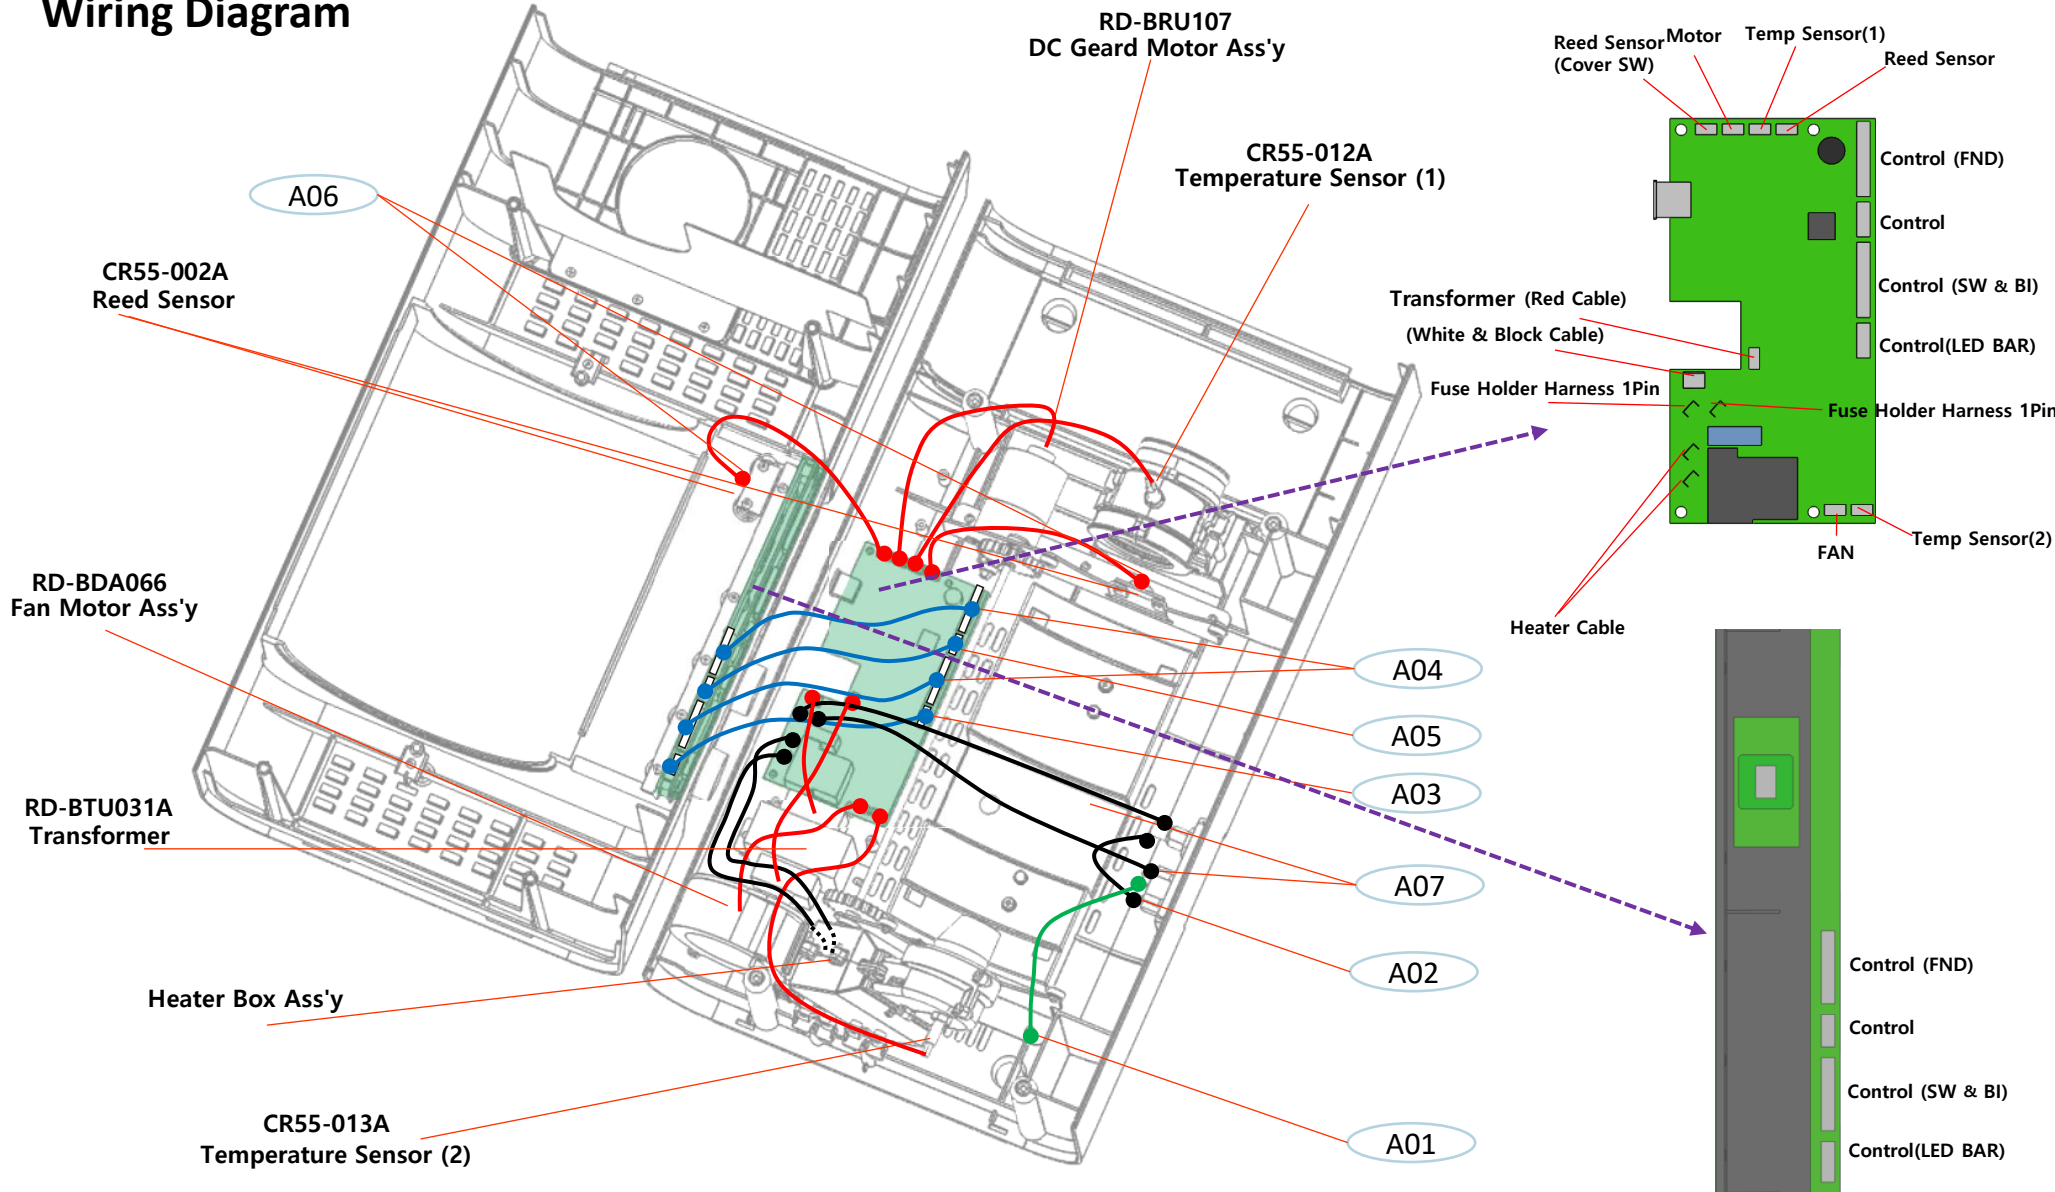 Wiring Diagram
RD-BRU107
DC Geard Motor Ass'y
CR55-012A
Temperature Sensor (1)
A06
CR55-002A
Reed Sensor
RD-BDA066
Fan Motor Ass'y
RD-BTU031A
Transformer
Heater Box Ass'y
CR55-013A
Temperature Sensor (2)
A04
A05
A03
A07
A02
A01
Reed Sensor
(Cover SW)
Motor
Temp Sensor(1)
Reed Sensor
Control (FND)
Control
Control (SW & BI)
Control(LED BAR)
Transformer (Red Cable)
(White & Block Cable)
Fuse Holder Harness 1Pin
Fuse Holder Harness 1Pin
FAN
Temp Sensor(2)
Heater Cable
Control (FND)
Control
Control (SW & BI)
Control(LED BAR)